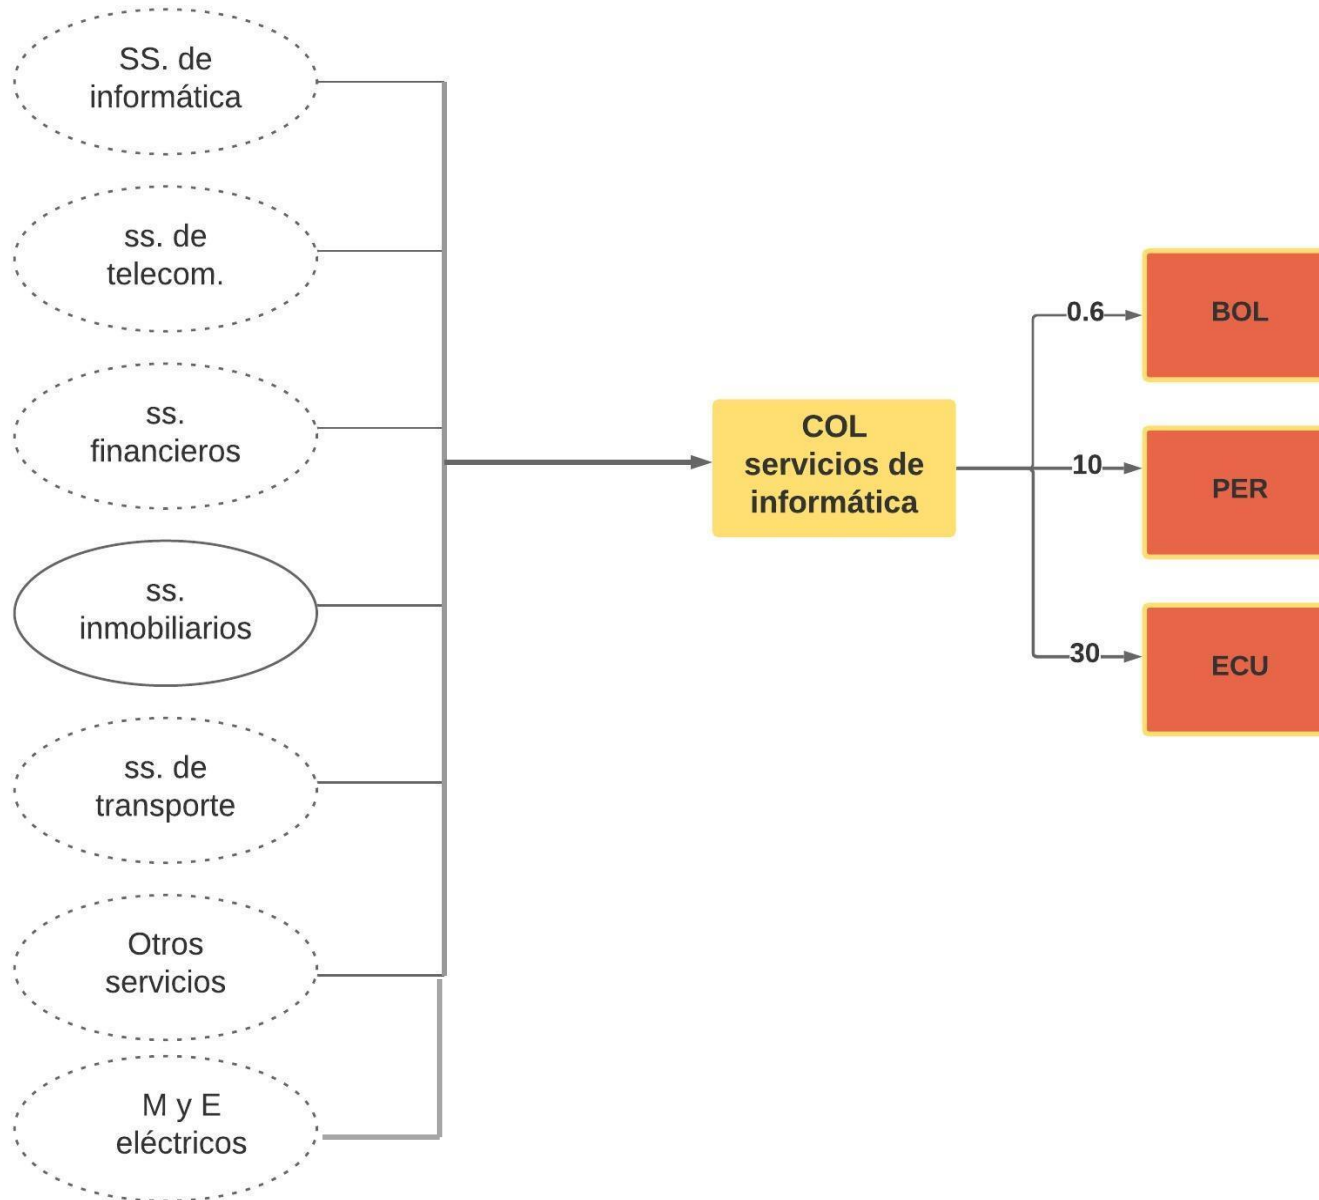 SS. de
informática
ss. de
telecom.
ss.
financieros
ss.
inmobiliarios
ss. de
transporte
Otros
servicios
M y E
eléctricos
COL
servicios de
informática
0.6
10
30
BOL
PER
ECU